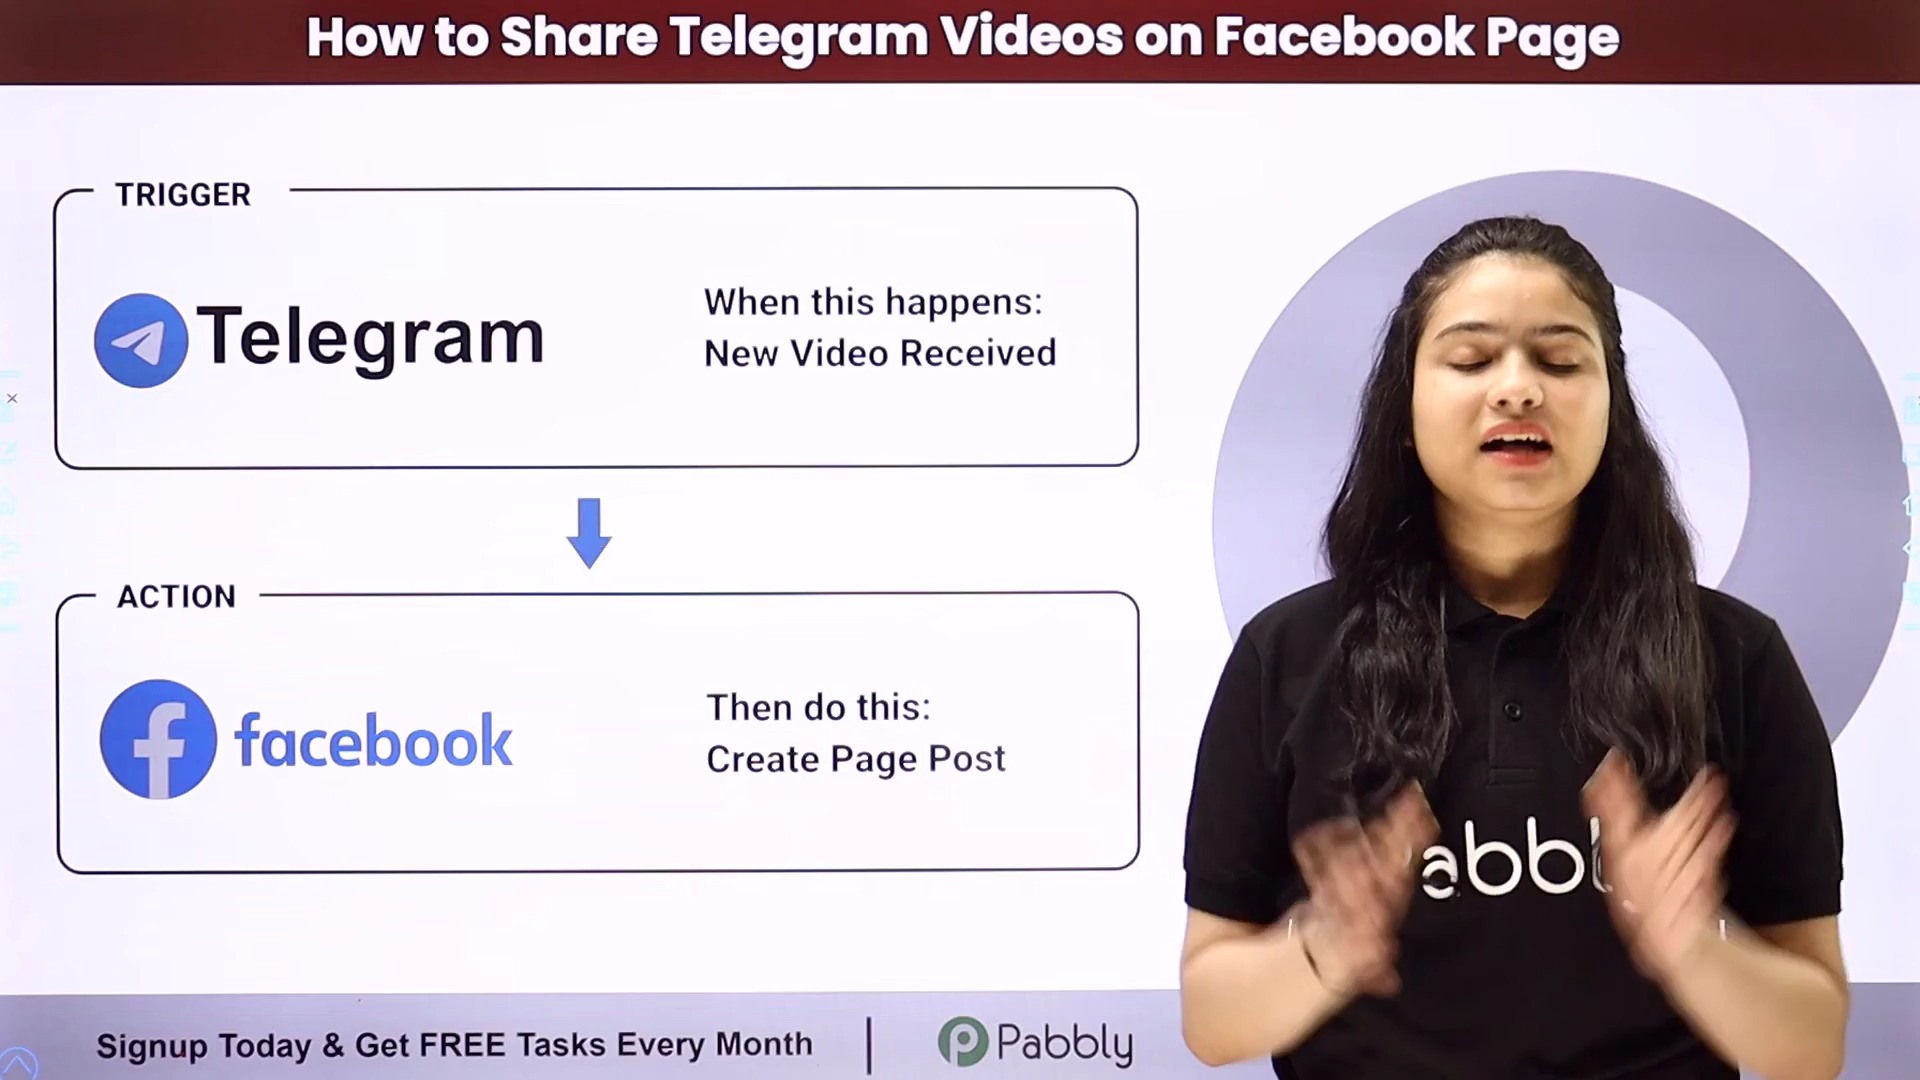 How to Share Telegram Videos on Facebook Page
TRIGGER
Telegram
When this happens:
New Video Received
ACTION
facebook
Then do this:
Create Page Post
abbl
Signup Today & Get FREE Tasks Every Month
Pabbly